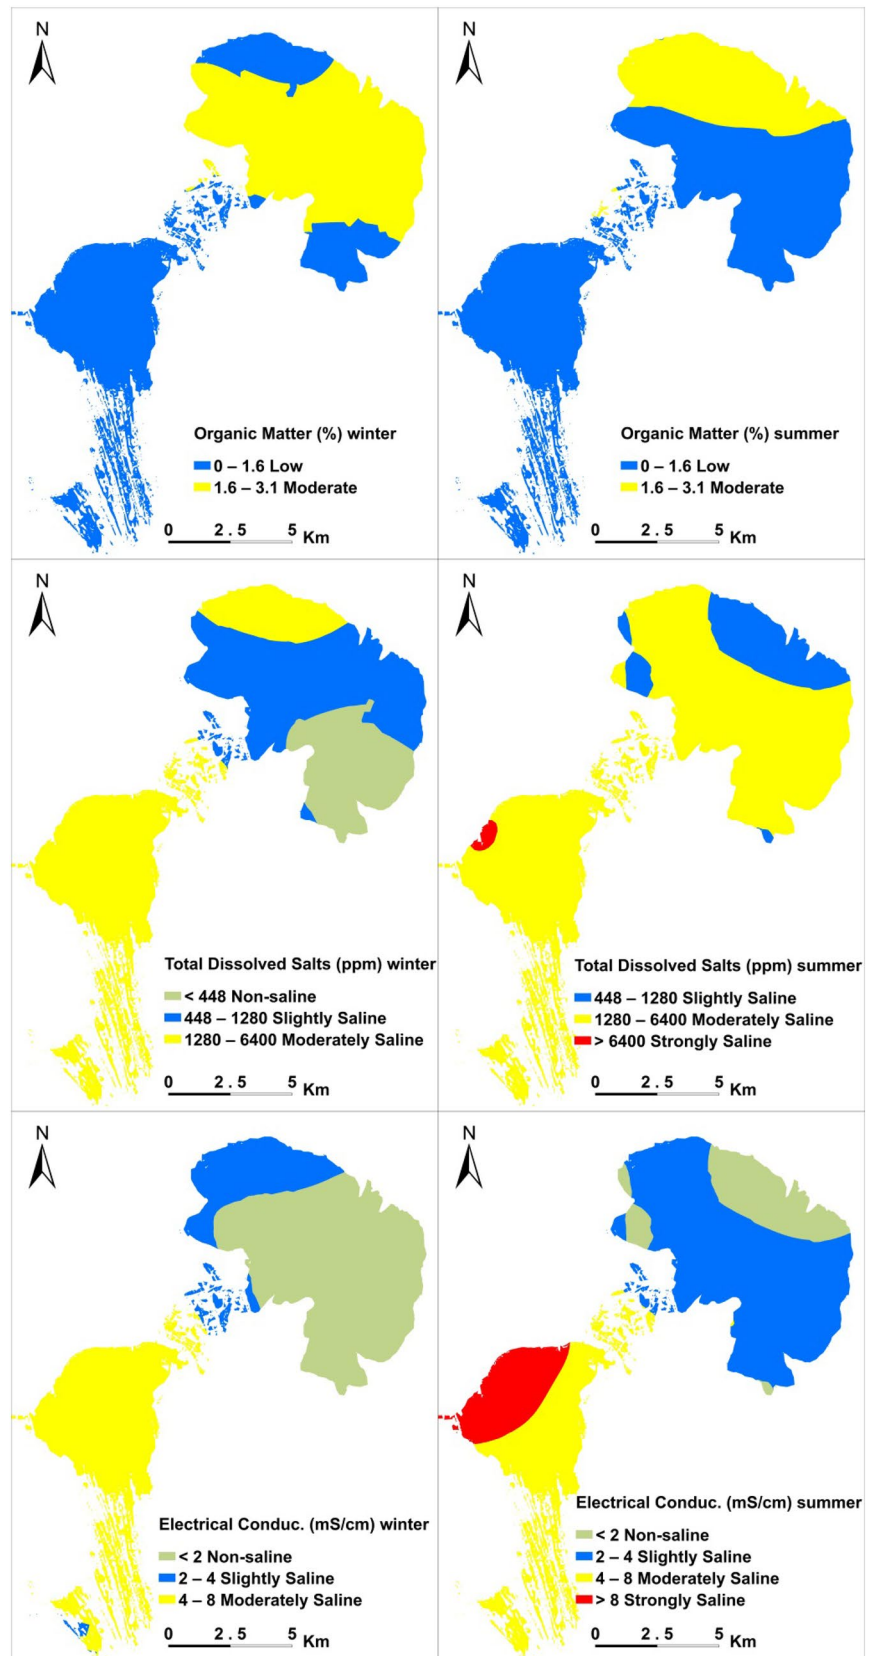 N
Organic Matter (%) winter
0 – 1.6 Low
1.6 – 3.1 Moderate
0 2 . 5 5 Km
N
Organic Matter (%) summer
0 – 1.6 Low
1.6 – 3.1 Moderate
0 2 . 5 5 Km
N
Total Dissolved Salts (ppm) winter
< 448 Non-saline
448 – 1280 Slightly Saline
1280 – 6400 Moderately Saline
0 2 . 5 5 Km
N
Total Dissolved Salts (ppm) summer
448 – 1280 Slightly Saline
1280 – 6400 Moderately Saline
> 6400 Strongly Saline
0 2 . 5 5 Km
N
Electrical Conduc. (mS/cm) winter
< 2 Non-saline
2 – 4 Slightly Saline
4 – 8 Moderately Saline
0 2 . 5 5 Km
N
Electrical Conduc. (mS/cm) summer
< 2 Non-saline
2 – 4 Slightly Saline
4 – 8 Moderately Saline
> 8 Strongly Saline
0 2 . 5 5 Km